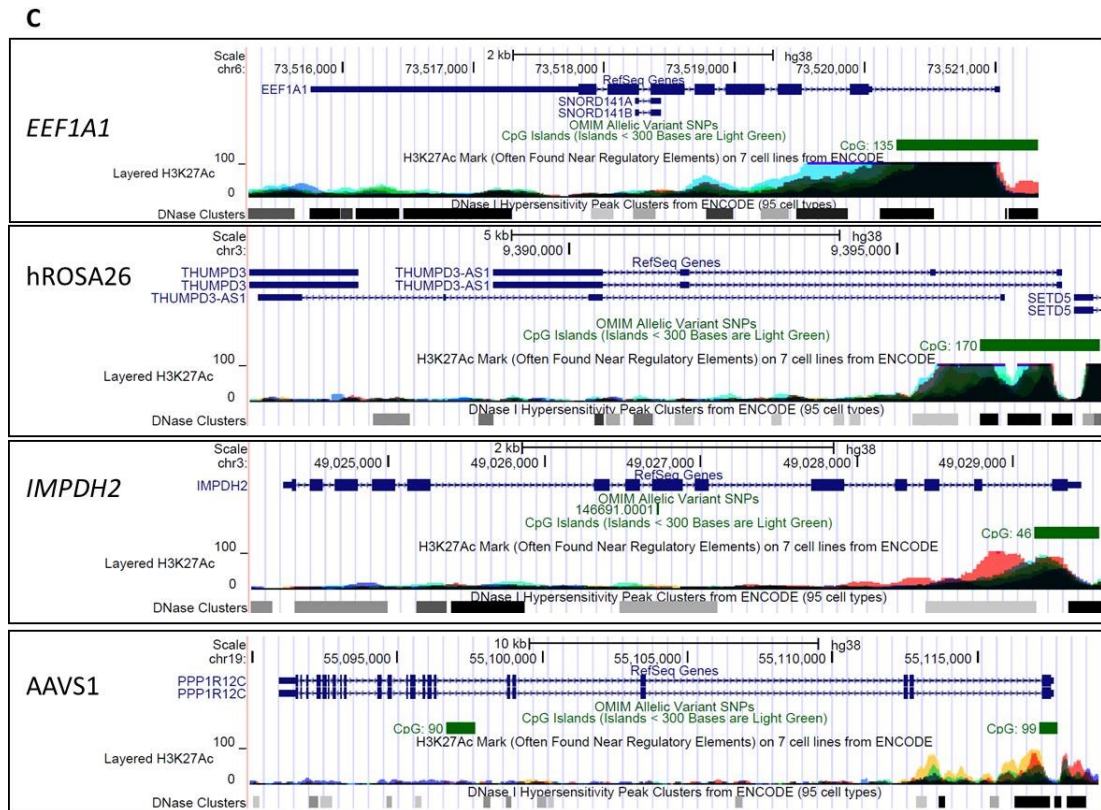 C
EEF1A1
Scale 2 kb hg38
chr6: 73,516,000 73,517,000 73,518,000 73,519,000 73,520,000 73,521,000
RefSeq Genes
EEF1A1
SNORD141A
SNORD141B
OMIM Allelic Variant SNPs
CpG Islands (Islands < 300 Bases are Light Green)
CpG: 135
H3K27Ac Mark (Often Found Near Regulatory Elements) on 7 cell lines from ENCODE
100
Layered H3K27Ac
0
DNase I Hypersensitivity Peak Clusters from ENCODE (95 cell types)
DNase Clusters
hROSA26
Scale 5 kb hg38
chr3: 9,390,000 9,395,000
RefSeq Genes
THUMPD3 THUMPD3-AS1
THUMPD3 THUMPD3-AS1
THUMPD3-AS1 SETD5
SETD5
OMIM Allelic Variant SNPs
CpG Islands (Islands < 300 Bases are Light Green)
CpG: 170
H3K27Ac Mark (Often Found Near Regulatory Elements) on 7 cell lines from ENCODE
100
Layered H3K27Ac
0
DNase I Hypersensitivity Peak Clusters from ENCODE (95 cell types)
DNase Clusters
IMPDH2
Scale 2 kb hg38
chr3: 49,025,000 49,026,000 49,027,000 49,028,000 49,029,000
RefSeq Genes
IMPDH2
OMIM Allelic Variant SNPs
146691.0001
CpG Islands (Islands < 300 Bases are Light Green)
CpG: 46
H3K27Ac Mark (Often Found Near Regulatory Elements) on 7 cell lines from ENCODE
100
Layered H3K27Ac
0
DNase I Hypersensitivity Peak Clusters from ENCODE (95 cell types)
DNase Clusters
AAVS1
Scale 10 kb hg38
chr19: 55,095,000 55,100,000 55,105,000 55,110,000 55,115,000
RefSeq Genes
PPP1R12C
PPP1R12C
OMIM Allelic Variant SNPs
CpG Islands (Islands < 300 Bases are Light Green)
CpG: 90 CpG: 99
H3K27Ac Mark (Often Found Near Regulatory Elements) on 7 cell lines from ENCODE
100
Layered H3K27Ac
0
DNase I Hypersensitivity Peak Clusters from ENCODE (95 cell types)
DNase Clusters